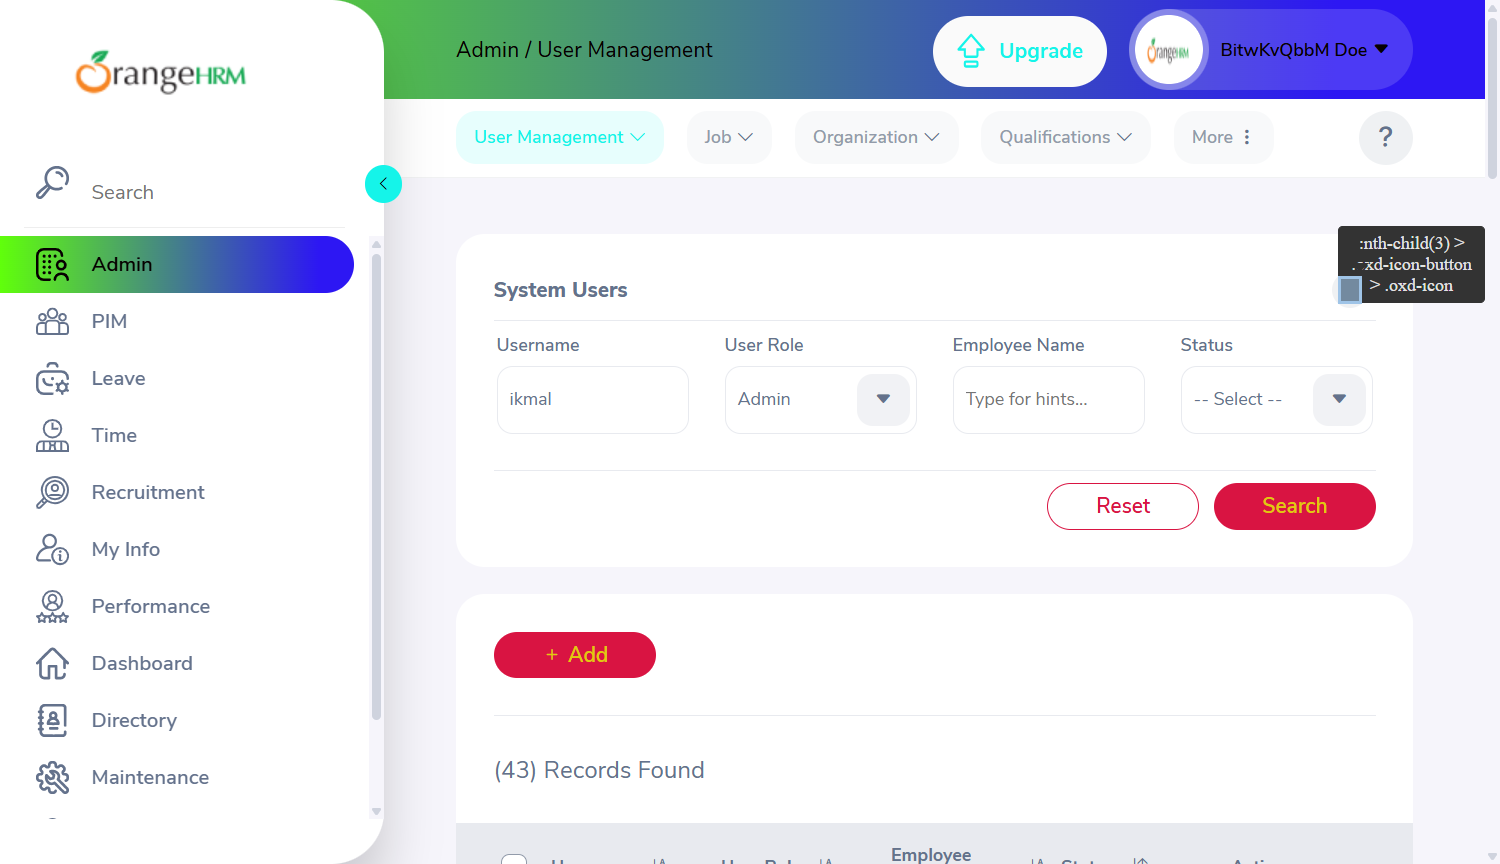 OrangeHRM
Admin / User Management
Upgrade
OrangeHRM
BitwKvQbbM Doe
User Management
Job
Organization
Qualifications
More
?
Search
Admin
PIM
Leave
Time
Recruitment
My Info
Performance
Dashboard
Directory
Maintenance
System Users
:nth-child(3) >
.oxd-icon-button
> .oxd-icon
Username
User Role
Employee Name
Status
ikmal
Admin
Type for hints...
-- Select --
Reset
Search
+ Add
(43) Records Found
Employee